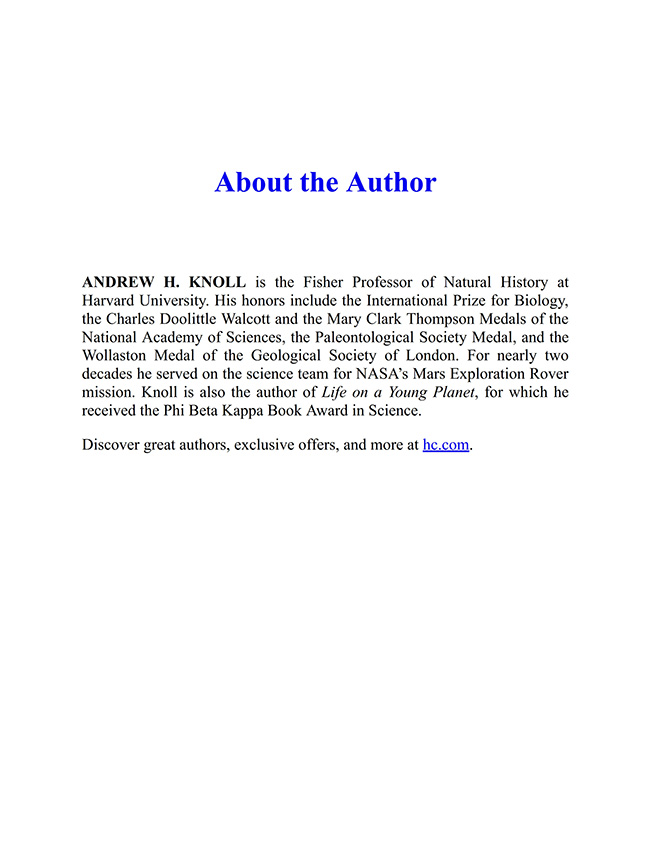 About the Author
ANDREW H. KNOLL is the Fisher Professor of Natural History at
Harvard University. His honors include the International Prize for Biology,
the Charles Doolittle Walcott and the Mary Clark Thompson Medals of the
National Academy of Sciences, the Paleontological Society Medal, and the
Wollaston Medal of the Geological Society of London. For nearly two
decades he served on the science team for NASA’s Mars Exploration Rover
mission. Knoll is also the author of Life on a Young Planet, for which he
received the Phi Beta Kappa Book Award in Science.
Discover great authors, exclusive offers, and more at hc.com.